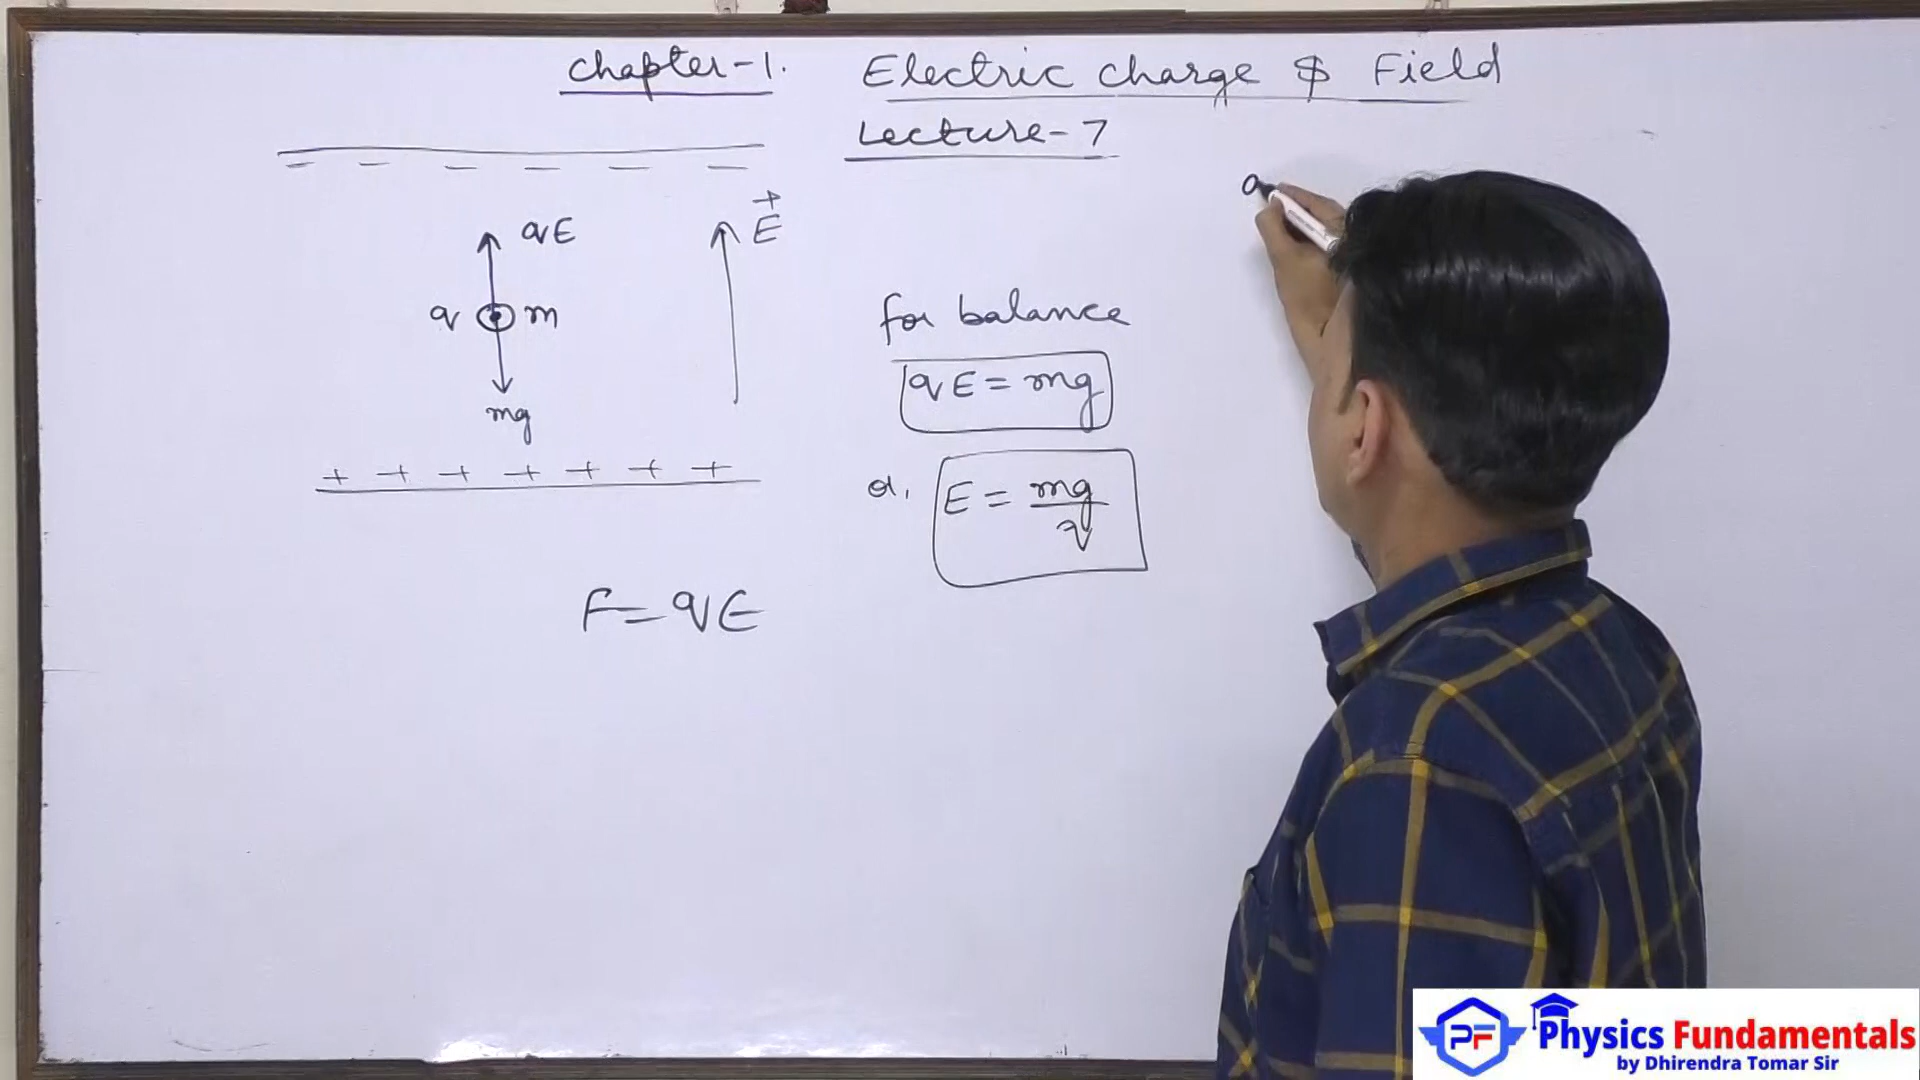 Chapter-1. Electric Charge & Field
Lecture-7
- - - - - -
qE
E
q m
mg
+ + + + + + +
for balance
qE = mg
or, E = mg/q
F = qE
PF
Physics Fundamentals
by Dhirendra Tomar Sir